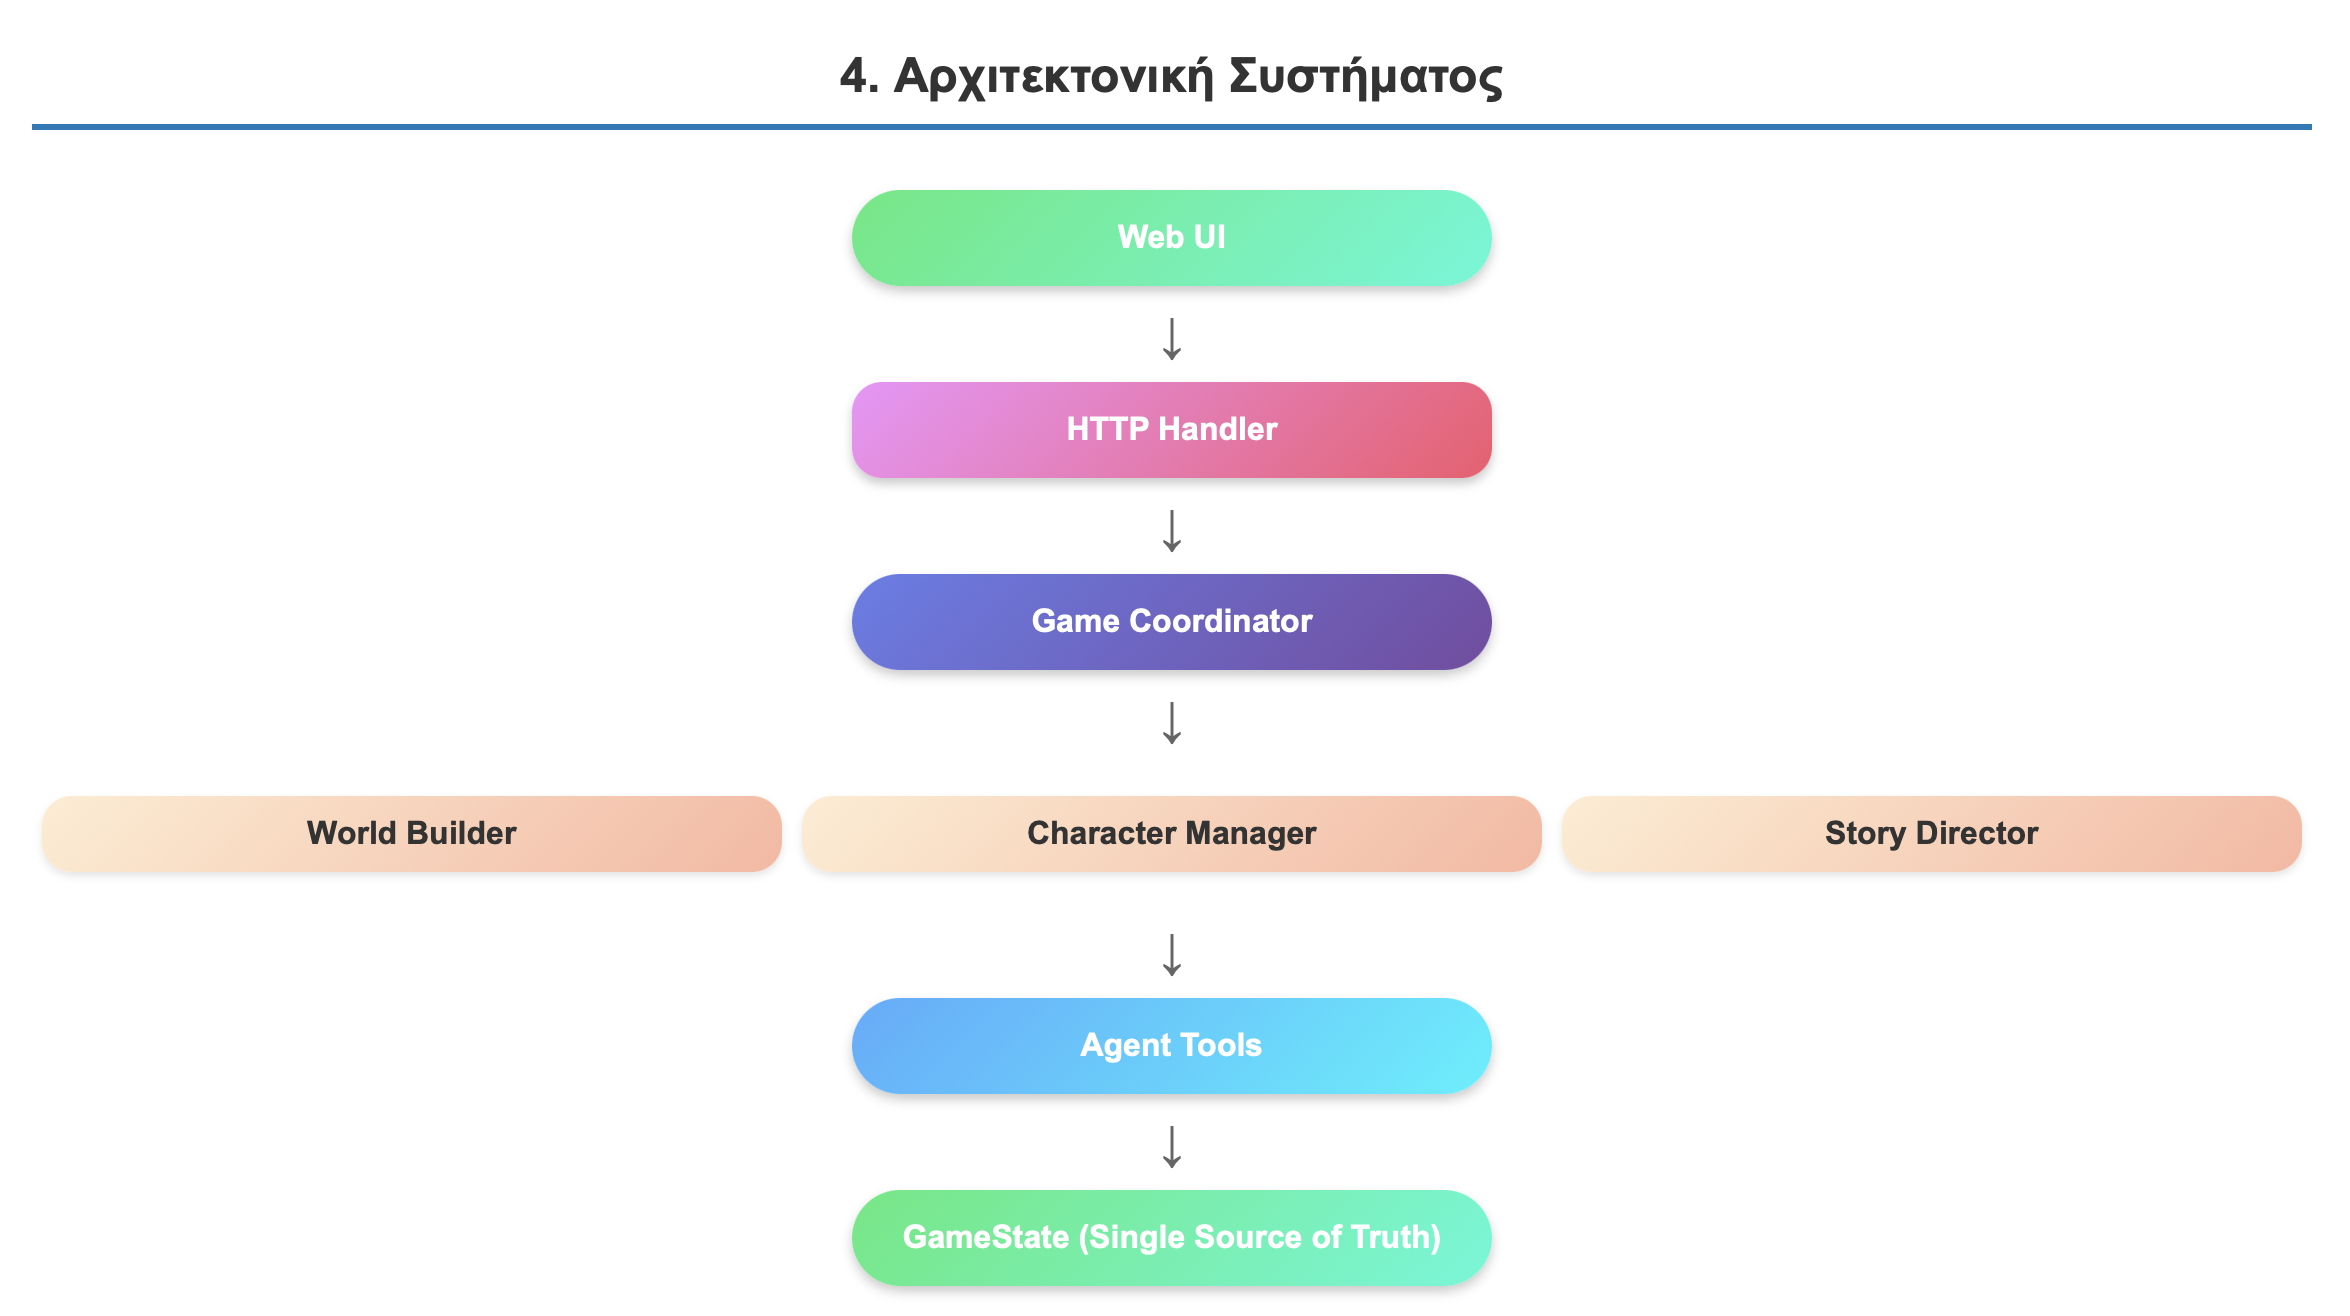 4. Αρχιτεκτονική Συστήματος
Web UI
↓
HTTP Handler
↓
Game Coordinator
↓
World Builder
Character Manager
Story Director
↓
Agent Tools
↓
GameState (Single Source of Truth)